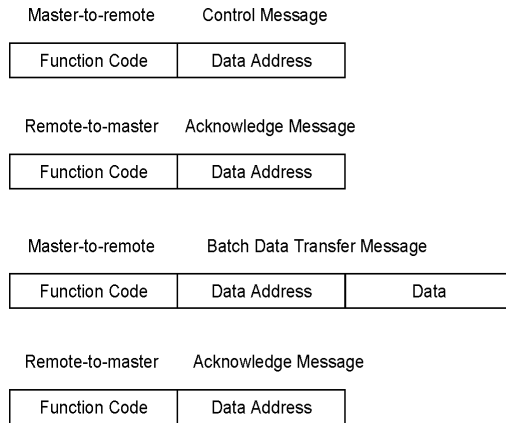 Master-to-remote Control Message
Function Code Data Address
Remote-to-master Acknowledge Message
Function Code Data Address
Master-to-remote Batch Data Transfer Message
Function Code Data Address Data
Remote-to-master Acknowledge Message
Function Code Data Address